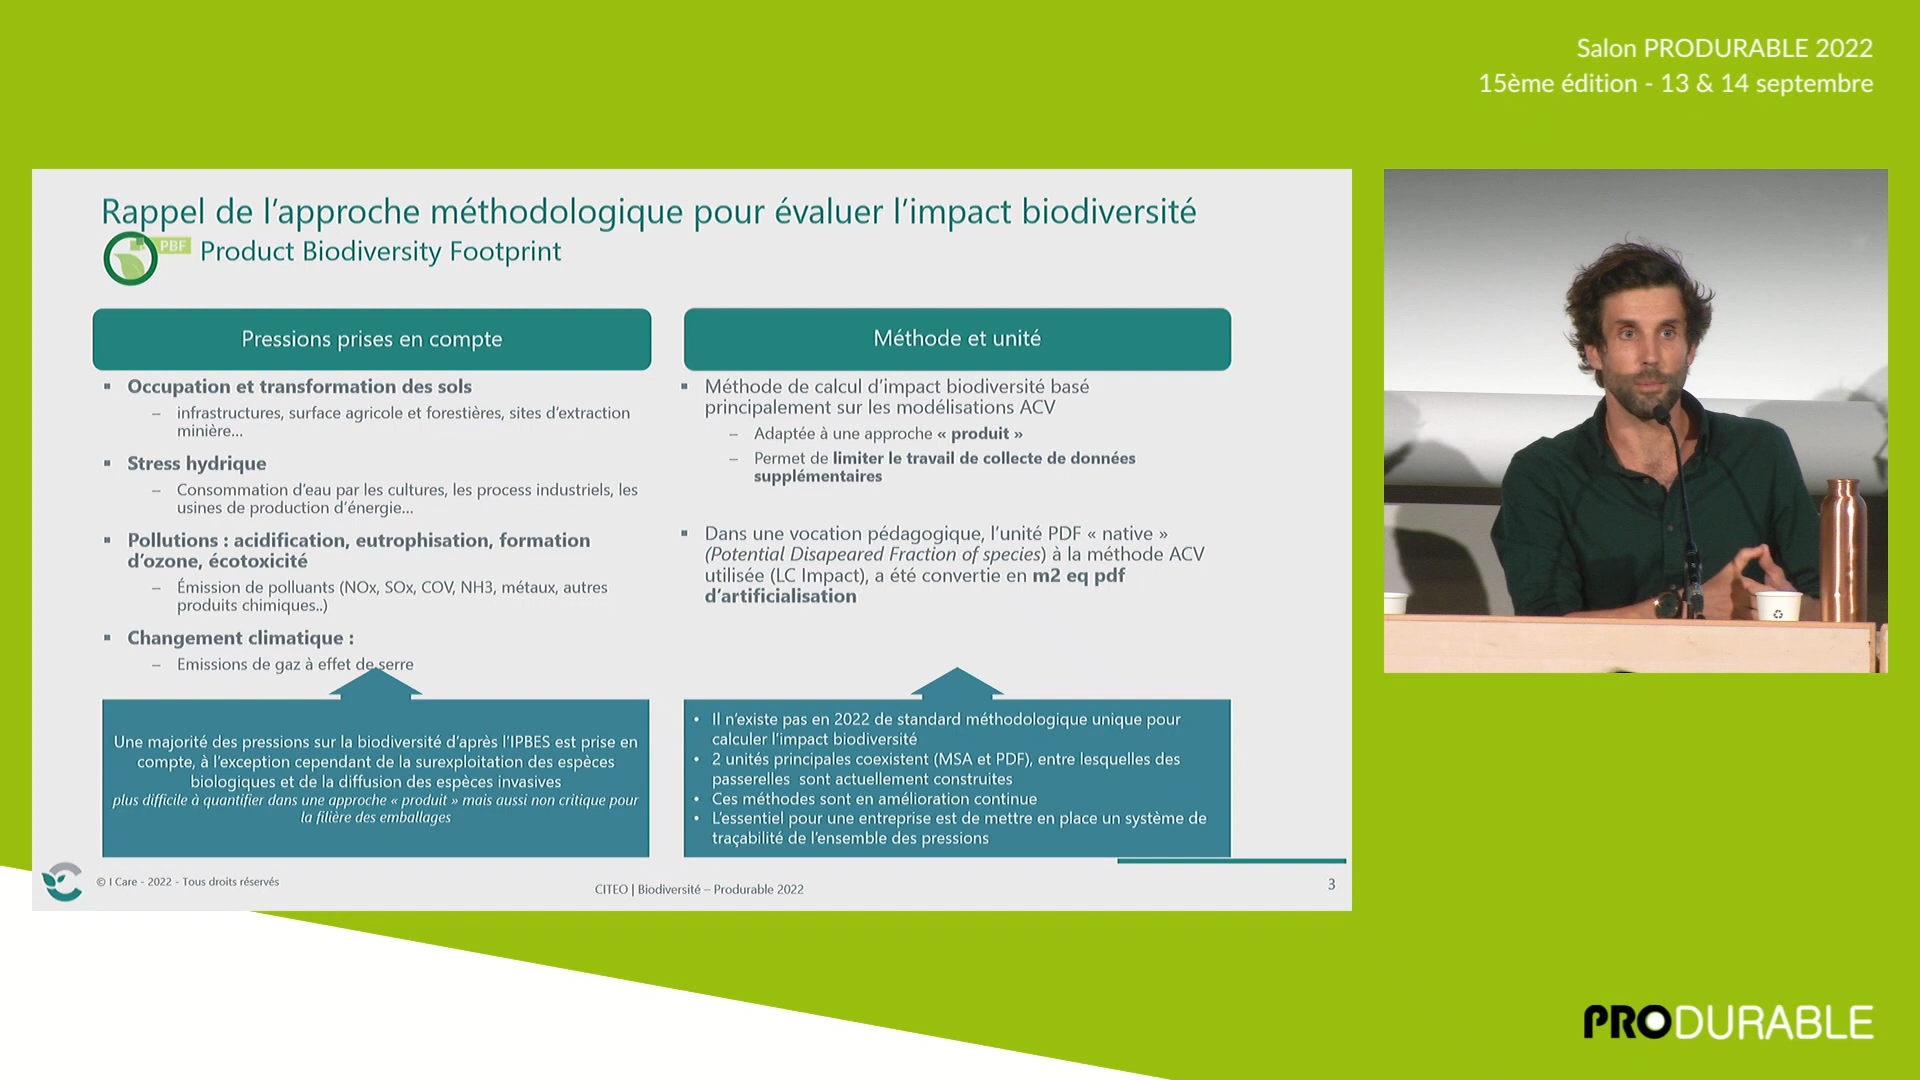 Salon PRODURABLE 2022
15ème édition - 13 & 14 septembre
Rappel de l'approche méthodologique pour évaluer l'impact biodiversité
PBF
Product Biodiversity Footprint
Pressions prises en compte
▪ Occupation et transformation des sols
– infrastructures, surface agricole et forestières, sites d'extraction
minière...
▪ Stress hydrique
– Consommation d'eau par les cultures, les process industriels, les
usines de production d'énergie...
▪ Pollutions : acidification, eutrophisation, formation
d'ozone, écotoxicité
– Émission de polluants (NOx, SOx, COV, NH3, métaux, autres
produits chimiques..)
▪ Changement climatique :
– Emissions de gaz à effet de serre
Une majorité des pressions sur la biodiversité d'après l'IPBES est prise en
compte, à l'exception cependant de la surexploitation des espèces
biologiques et de la diffusion des espèces invasives
plus difficile à quantifier dans une approche « produit » mais aussi non critique pour
la filière des emballages
Méthode et unité
▪ Méthode de calcul d'impact biodiversité basé
principalement sur les modélisations ACV
– Adaptée à une approche « produit »
– Permet de limiter le travail de collecte de données
supplémentaires
▪ Dans une vocation pédagogique, l'unité PDF « native »
(Potential Disapeared Fraction of species) à la méthode ACV
utilisée (LC Impact), a été convertie en m2 eq pdf
d'artificialisation
• Il n'existe pas en 2022 de standard méthodologique unique pour
calculer l'impact biodiversité
• 2 unités principales coexistent (MSA et PDF), entre lesquelles des
passerelles sont actuellement construites
• Ces méthodes sont en amélioration continue
• L'essentiel pour une entreprise est de mettre en place un système de
traçabilité de l'ensemble des pressions
© I Care - 2022 - Tous droits réservés
CITEO | Biodiversité – Produrable 2022
3
PRODURABLE